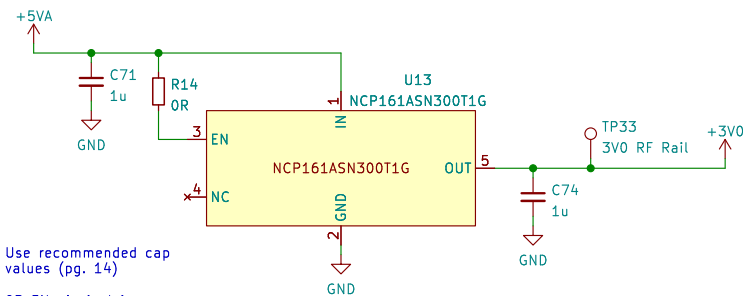 +5VA
C71
1u
GND
R14
0R
U13
NCP161ASN300T1G
1
IN
3
EN
NCP161ASN300T1G
OUT
5
4
NC
GND
2
GND
TP33
3V0 RF Rail
+3V0
C74
1u
GND
Use recommended cap
values (pg. 14)